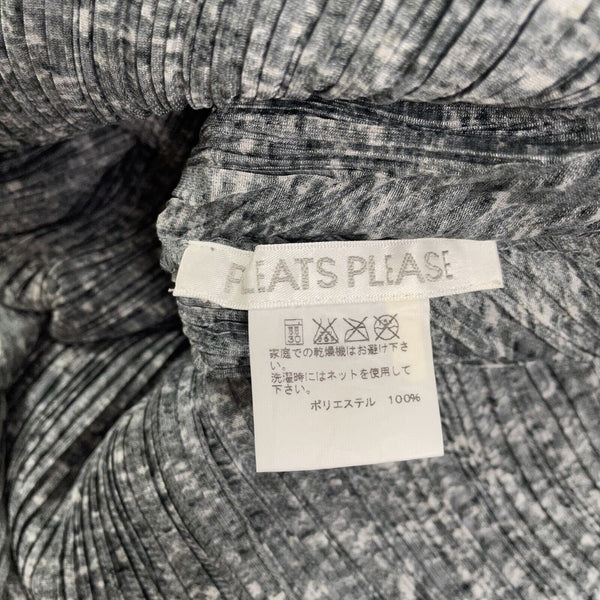 PLEATS PLEASE
30
家庭での乾燥機はお避け下さ
い。
洗濯時にはネットを使用して
下さい。
ポリエステル 100%